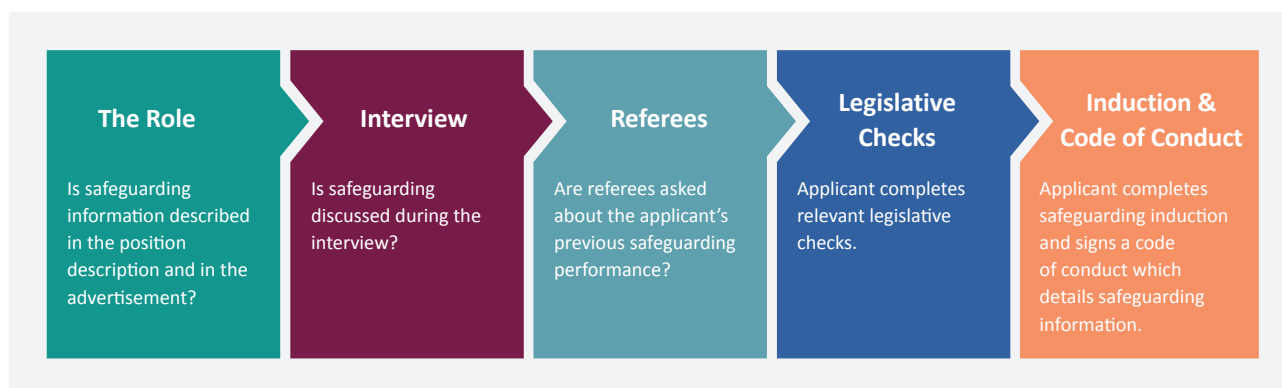 The Role
Is safeguarding
information described
in the position
description and in the
advertisement?
Interview
Is safeguarding
discussed during the
interview?
Referees
Are referees asked
about the applicant’s
previous safeguarding
performance?
Legislative
Checks
Applicant completes
relevant legislative
checks.
Induction &
Code of Conduct
Applicant completes
safeguarding induction
and signs a code
of conduct which
details safeguarding
information.